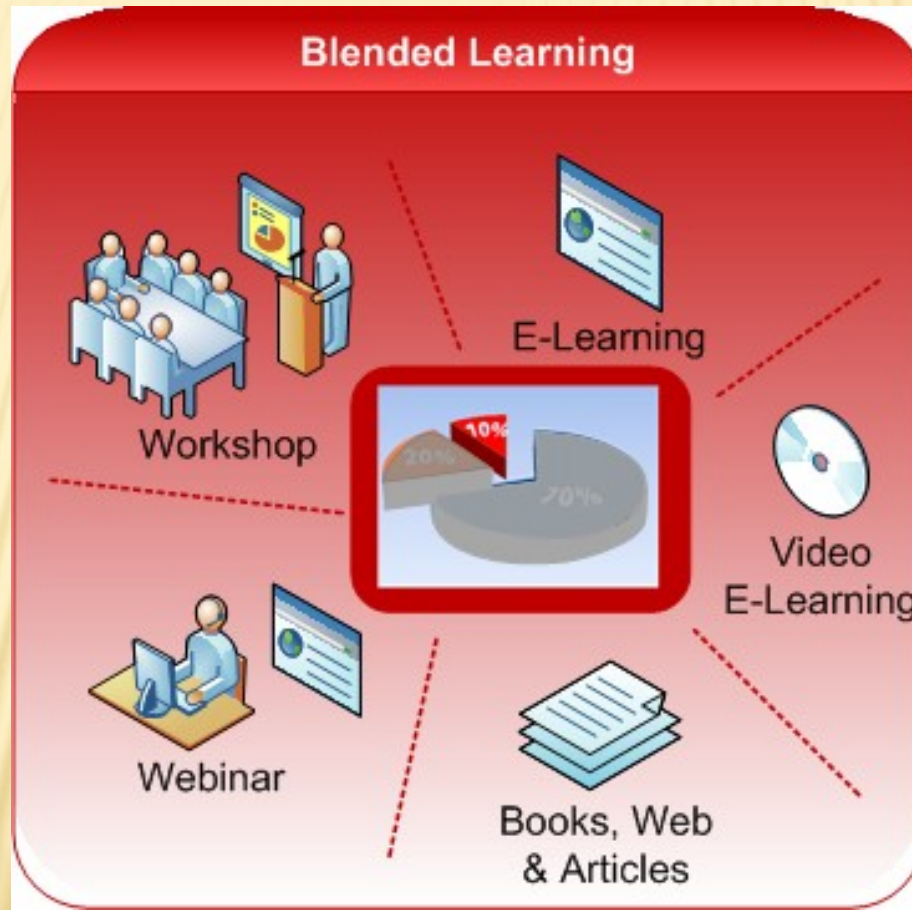 Blended Learning
E-Learning
Workshop
10%
20%
70%
Video
E-Learning
Webinar
Books, Web
& Articles